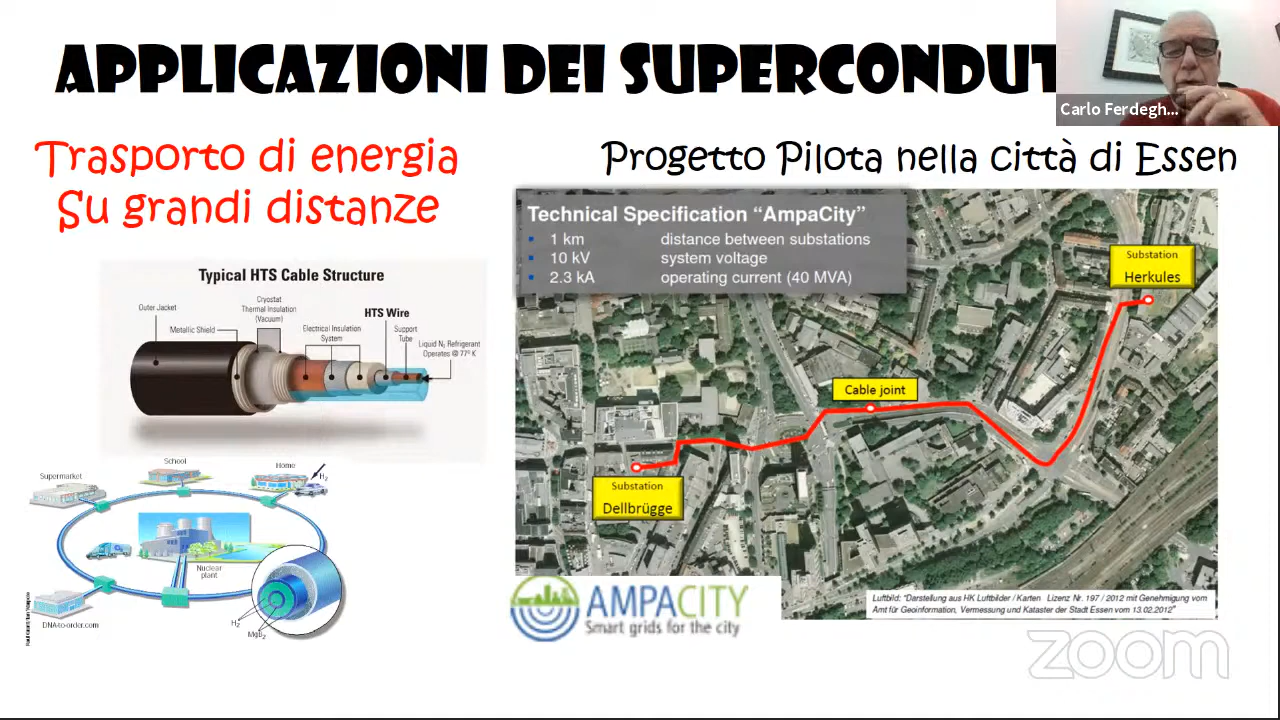 APPLICAZIONI DEI SUPERCONDUT
Carlo Ferdegh...
Trasporto di energia
Su grandi distanze
Progetto Pilota nella città di Essen
Typical HTS Cable Structure
Outer Jacket
Metallic Shield
Cryostat
Thermal Insulation
(Vacuum)
Electrical Insulation
System
HTS Wire
Support
Tube
Liquid N₂ Refrigerant
Operates @ 77° K
Technical Specification “AmpaCity”
1 km distance between substations
10 kV system voltage
2.3 kA operating current (40 MVA)
Substation
Herkules
Cable joint
Substation
Dellbrügge
Supermarket
School
Home
H₂
Nuclear
plant
DNA-to-order.com
H₂
MgB₂
AMPACITY
Smart grids for the city
Luftbild: "Darstellung aus HK Luftbilder / Karten Lizenz Nr. 197 / 2012 mit Genehmigung vom
Amt für Geoinformation, Vermessung und Kataster der Stadt Essen vom 13.02.2012"
zoom